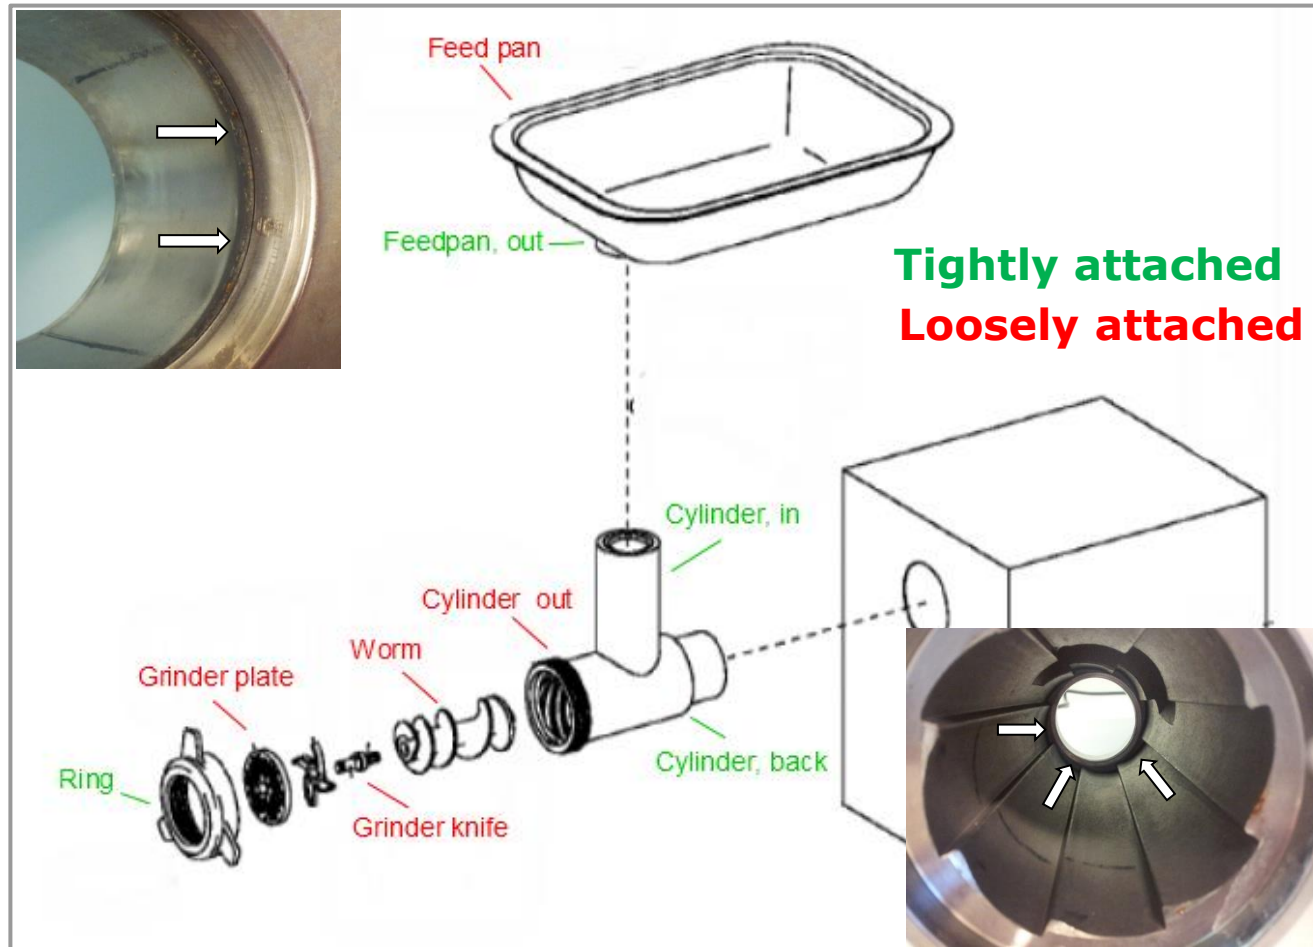 Feed pan
Feedpan, out
Tightly attached
Loosely attached
Cylinder, in
Cylinder out
Worm
Grinder plate
Cylinder, back
Ring
Grinder knife